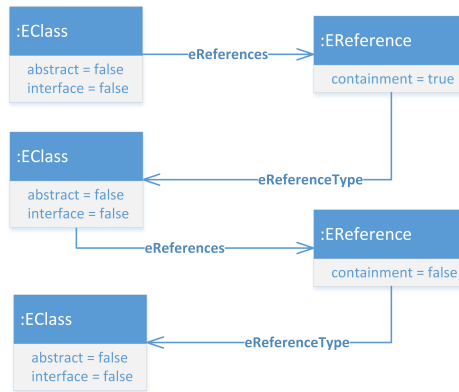 :EClass
abstract = false
interface = false
eReferences
:EReference
containment = true
eReferenceType
:EClass
abstract = false
interface = false
eReferences
:EReference
containment = false
eReferenceType
:EClass
abstract = false
interface = false